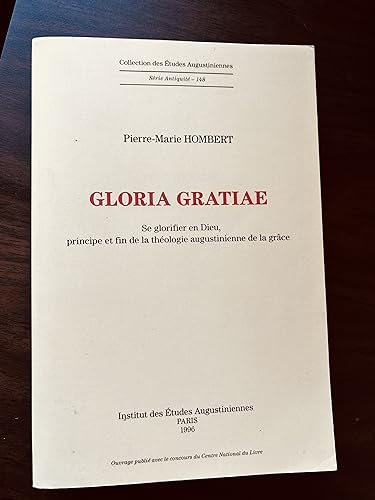 Collection des Études Augustiniennes
Série Antiquité – 148
Pierre-Marie HOMBERT
GLORIA GRATIAE
Se glorifier en Dieu,
principe et fin de la théologie augustinienne de la grâce
Institut des Études Augustiniennes
PARIS
1996
Ouvrage publié avec le concours du Centre National du Livre